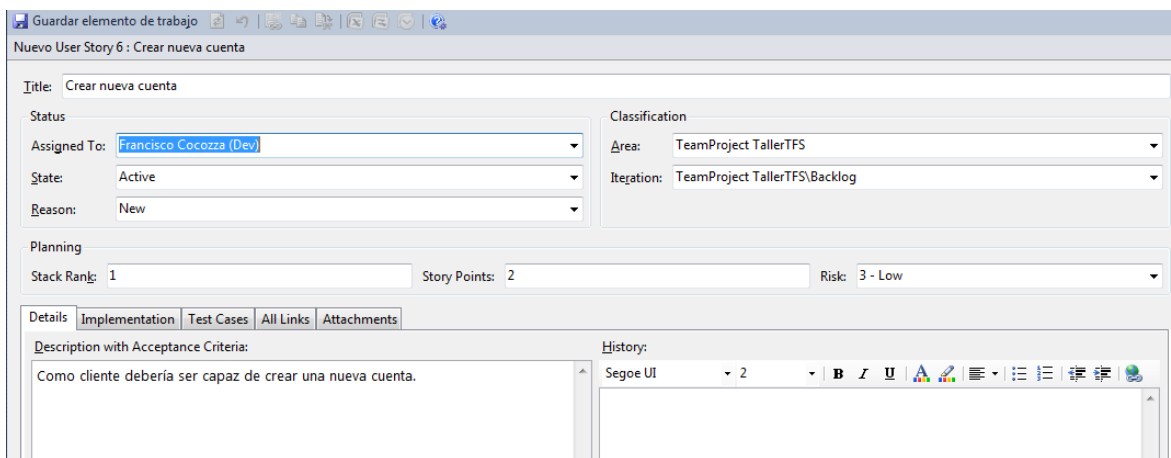 Guardar elemento de trabajo
Nuevo User Story 6 : Crear nueva cuenta
Title: Crear nueva cuenta
Status
Classification
Assigned To: Francisco Cocozza (Dev)
Area: TeamProject TallerTFS
State: Active
Iteration: TeamProject TallerTFS\Backlog
Reason: New
Planning
Stack Rank: 1 Story Points: 2 Risk: 3 - Low
Details Implementation Test Cases All Links Attachments
Description with Acceptance Criteria:
History:
Como cliente debería ser capaz de crear una nueva cuenta.
Segoe UI 2 B I U A